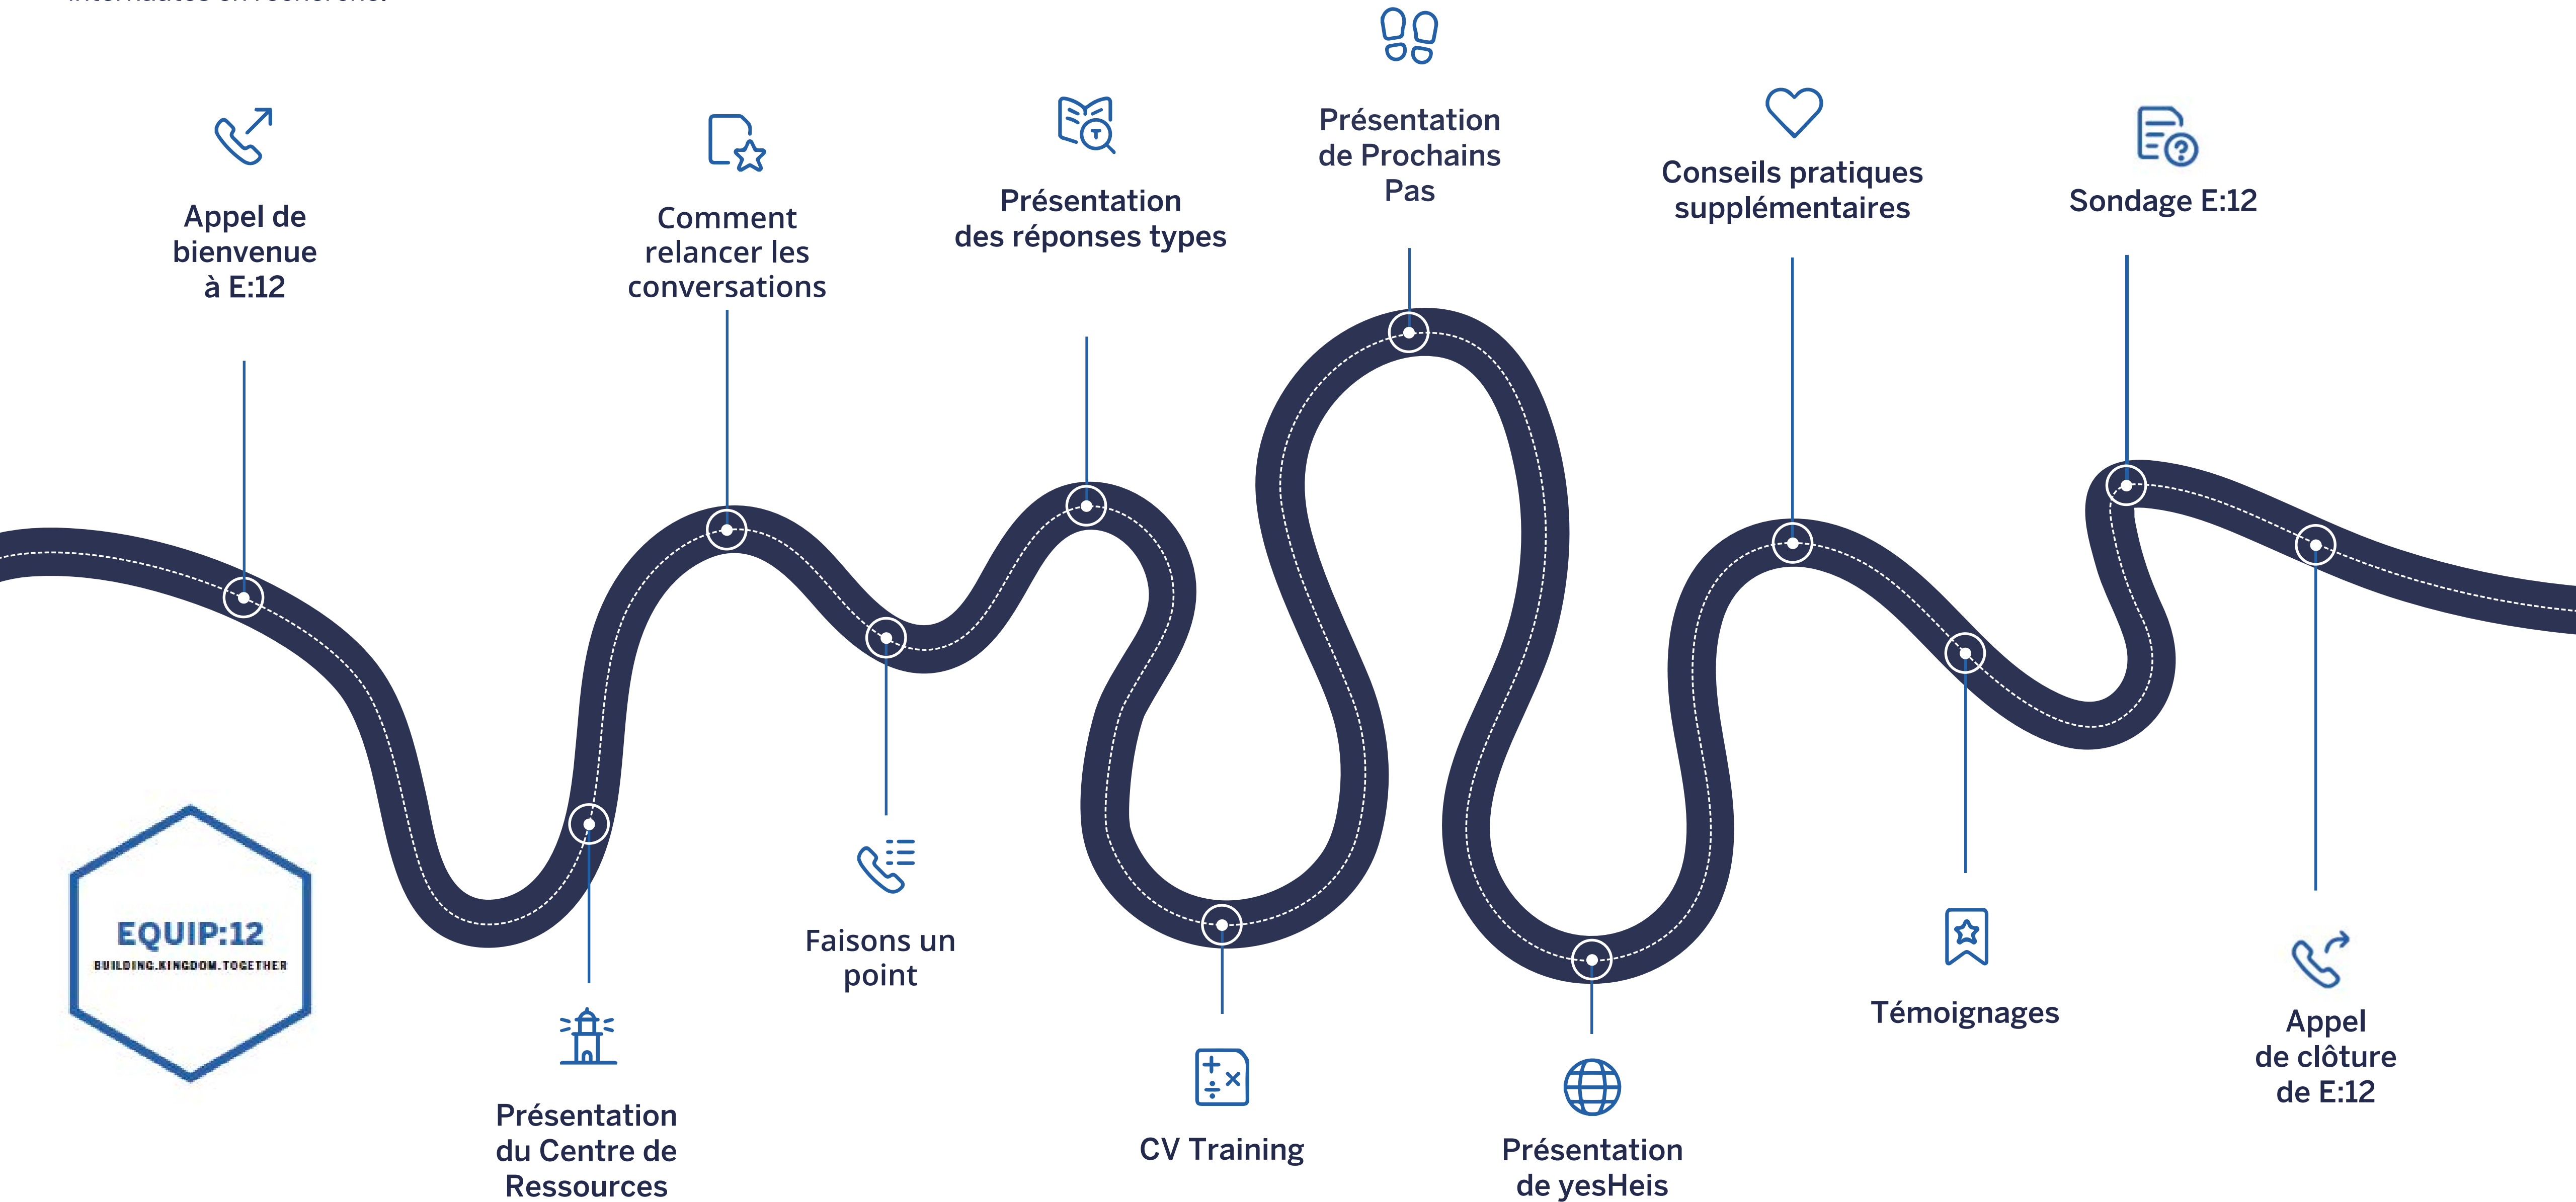 Appel de
bienvenue
à E:12
Présentation
du Centre de
Ressources
Comment
relancer les
conversations
Faisons un
point
Présentation
des réponses types
CV Training
Présentation
de Prochains
Pas
Présentation
de yesHeis
Conseils pratiques
supplémentaires
Témoignages
Sondage E:12
Appel
de clôture
de E:12
EQUIP:12
BUILDING.KINGDOM.TOGETHER